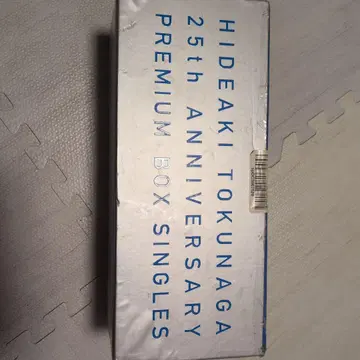 HIDEAKI TOKUNAGA
25th ANNIVERSARY
PREMIUM BOX SINGLES